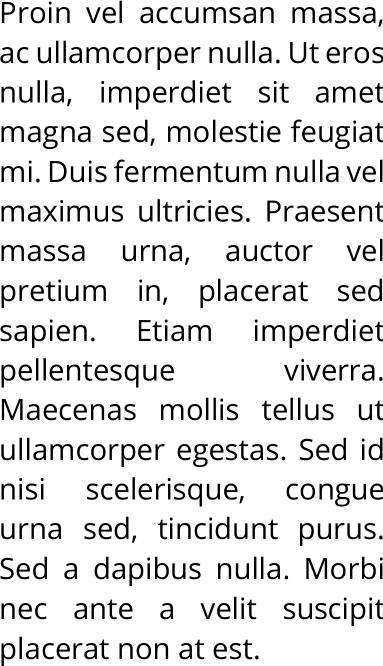 Proin vel accumsan massa,
ac ullamcorper nulla. Ut eros
nulla, imperdiet sit amet
magna sed, molestie feugiat
mi. Duis fermentum nulla vel
maximus ultricies. Praesent
massa urna, auctor vel
pretium in, placerat sed
sapien. Etiam imperdiet
pellentesque viverra.
Maecenas mollis tellus ut
ullamcorper egestas. Sed id
nisi scelerisque, congue
urna sed, tincidunt purus.
Sed a dapibus nulla. Morbi
nec ante a velit suscipit
placerat non at est.